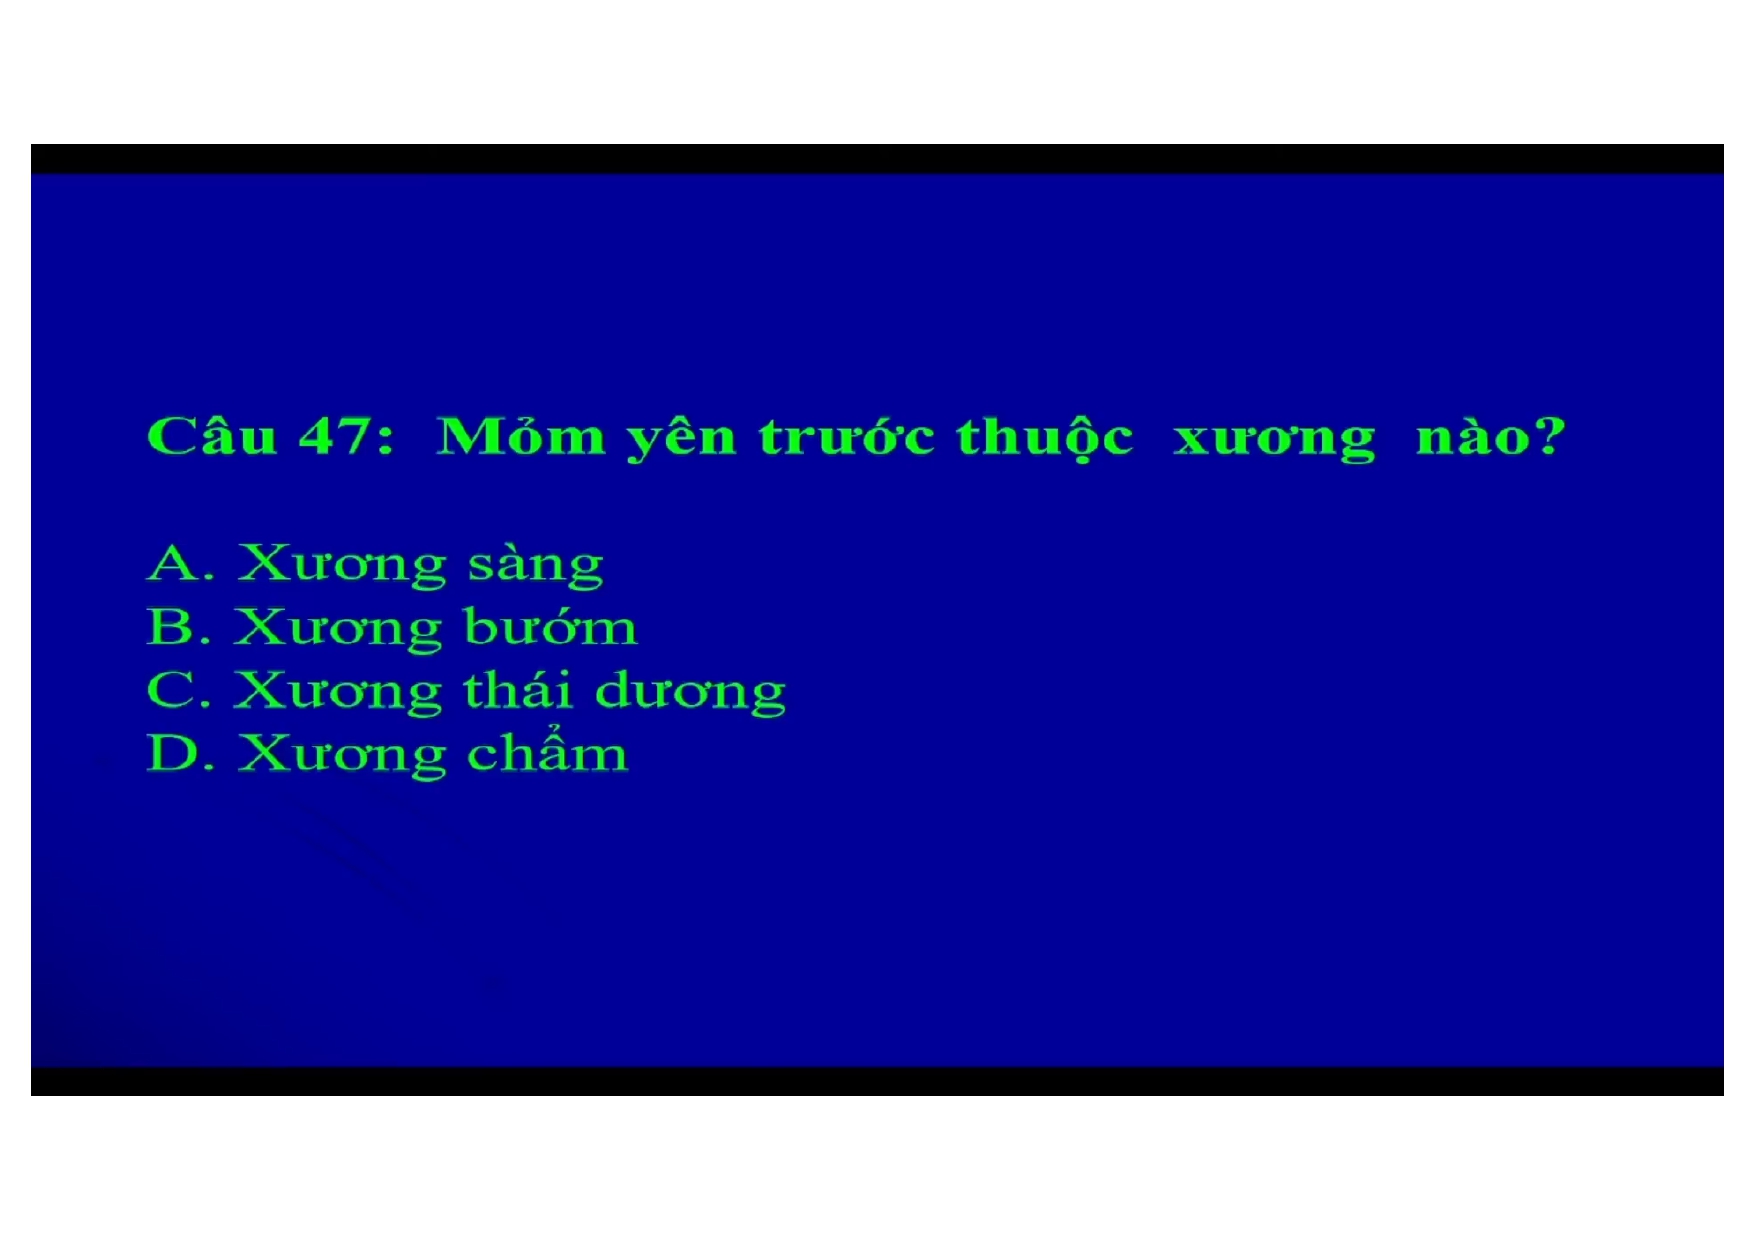 Câu 47: Mỏm yên trước thuộc xương nào?
A. Xương sàng
B. Xương bướm
C. Xương thái dương
D. Xương chẩm